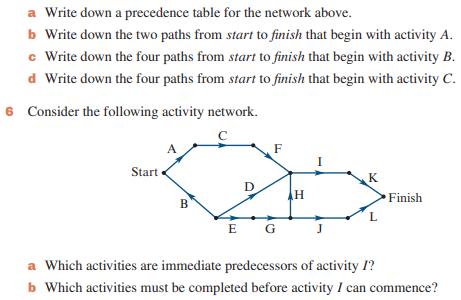 a Write down a precedence table for the network above.
b Write down the two paths from start to finish that begin with activity A.
c Write down the four paths from start to finish that begin with activity B.
d Write down the four paths from start to finish that begin with activity C.
6 Consider the following activity network.
C
A F
I
Start K
D
H Finish
B
L
E G J
a Which activities are immediate predecessors of activity I?
b Which activities must be completed before activity I can commence?